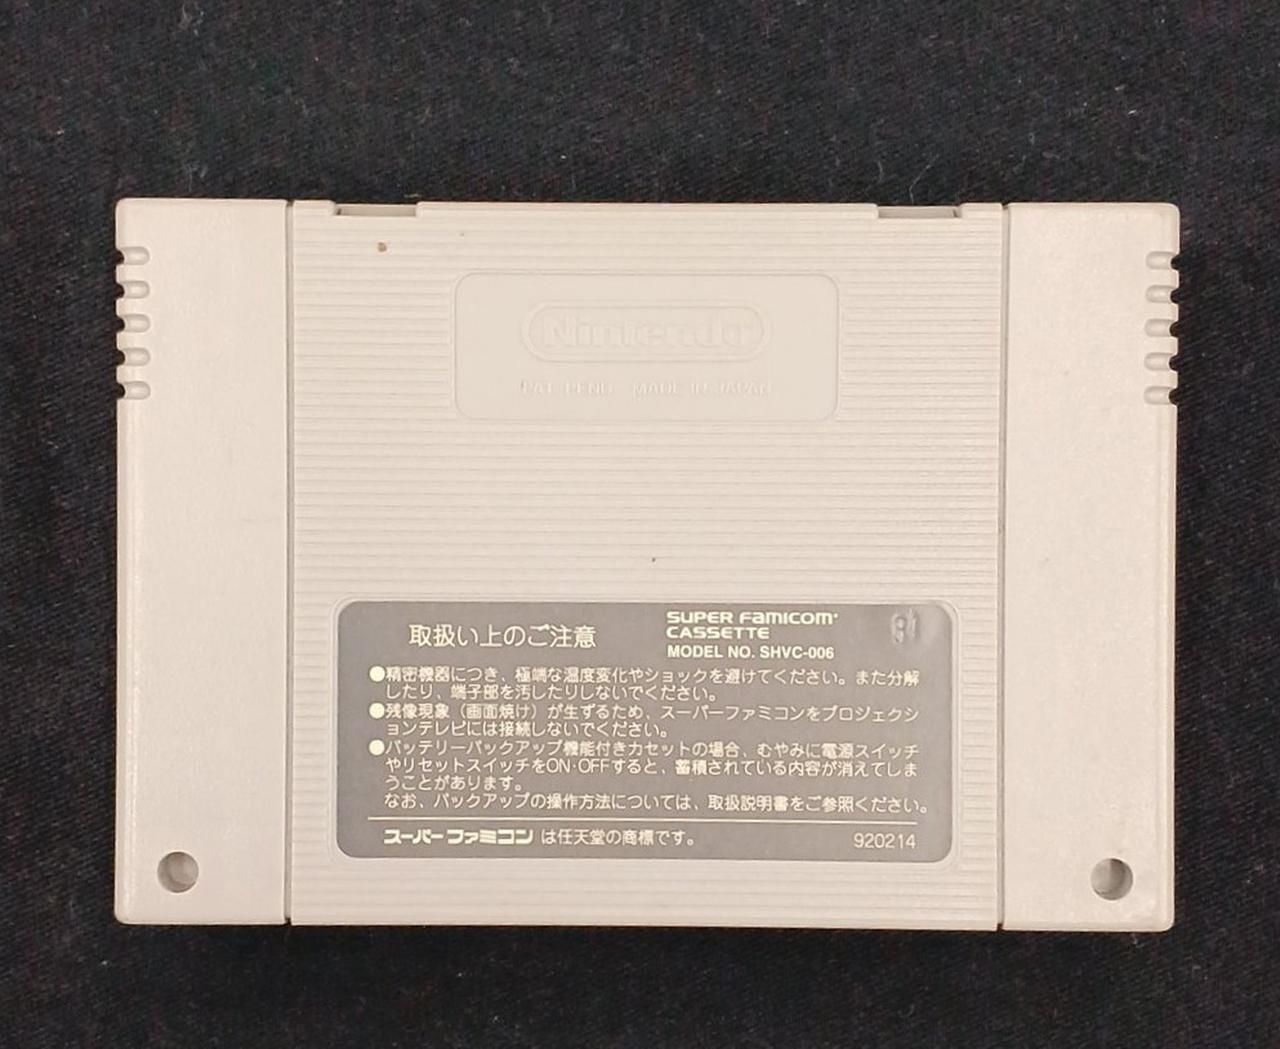 Nintendo
PAT. PEND. MADE IN JAPAN
取扱い上のご注意
SUPER FAMICOM
CASSETTE
MODEL NO. SHVC-006
●精密機器につき、極端な温度変化やショックを避けてください。また分解
したり、端子部を汚したりしないでください。
●残像現象（画面焼け）が生ずるため、スーパーファミコンをプロジェクシ
ョンテレビには接続しないでください。
●バッテリーバックアップ機能付きカセットの場合、むやみに電源スイッチ
やリセットスイッチをON·OFFすると、蓄積されている内容が消えてしま
うことがあります。
なお、バックアップの操作方法については、取扱説明書をご参照ください。
スーパーファミコン は任天堂の商標です。
920214